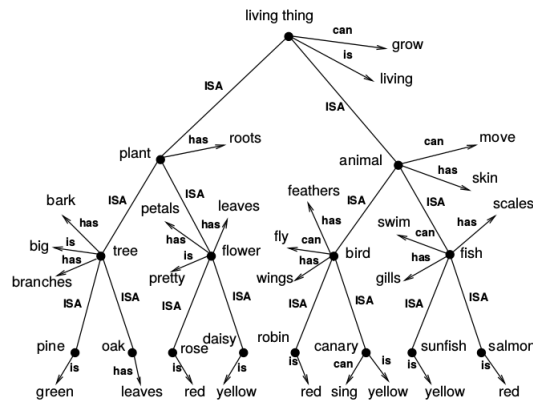 living thing
can
grow
is
living
ISA
ISA
plant
has
roots
animal
can
move
has
skin
bark
has
ISA
ISA
petals
leaves
has
has
feathers
has
ISA
ISA
swim
can
has
scales
big
is
has
branches
tree
is
pretty
flower
fly
can
has
wings
bird
has
gills
fish
ISA
ISA
ISA
ISA
ISA
ISA
ISA
ISA
pine
oak
rose
daisy
robin
canary
sunfish
salmon
is
has
is
is
is
can
is
is
is
green
leaves
red
yellow
red
sing
yellow
yellow
red